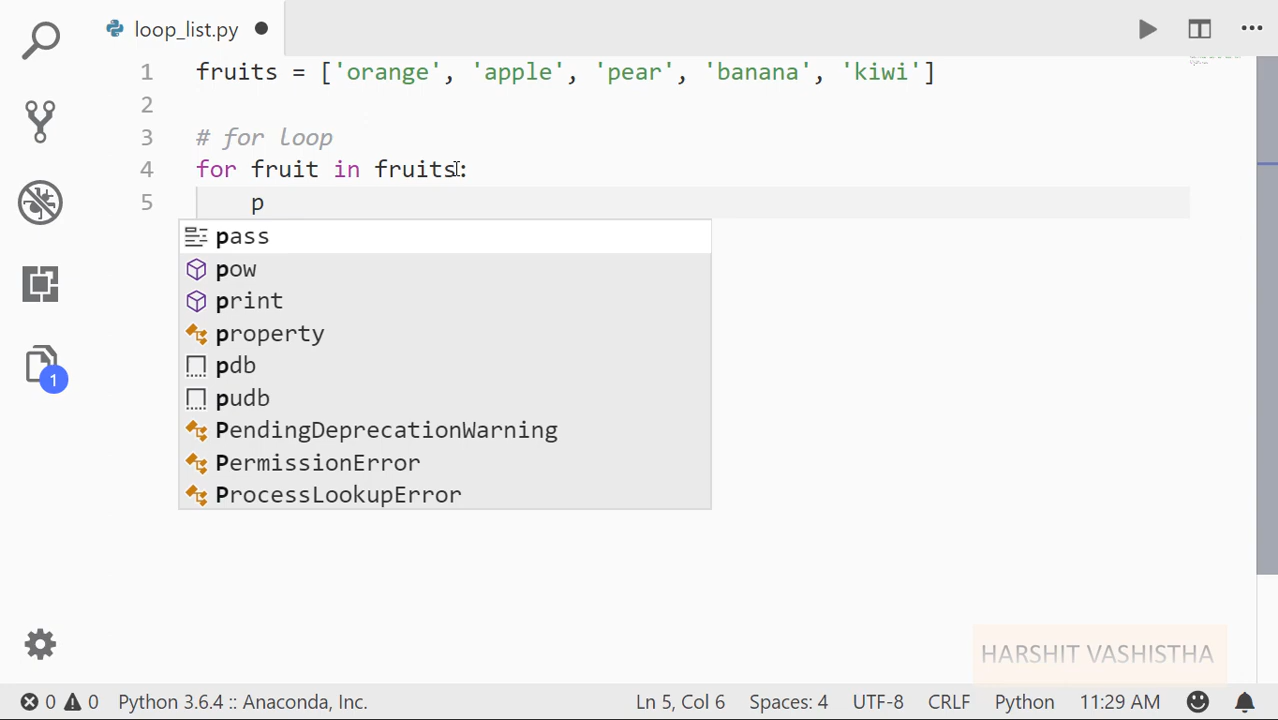 loop_list.py
1 fruits = ['orange', 'apple', 'pear', 'banana', 'kiwi']
2
3 # for loop
4 for fruit in fruits:
5 p
pass
pow
print
property
pdb
pudb
PendingDeprecationWarning
PermissionError
ProcessLookupError
1
HARSHIT VASHISTHA
0 0 Python 3.6.4 :: Anaconda, Inc. Ln 5, Col 6 Spaces: 4 UTF-8 CRLF Python 11:29 AM